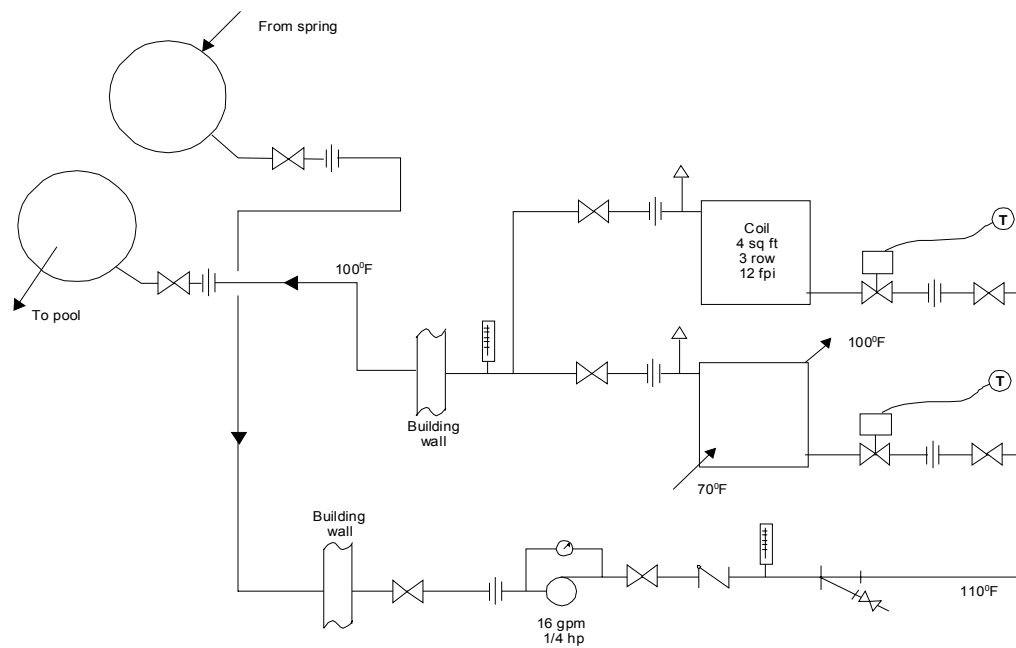 From spring
To pool
100⁰F
Building
wall
Coil
4 sq ft
3 row
12 fpi
T
100⁰F
T
70⁰F
Building
wall
16 gpm
1/4 hp
110⁰F